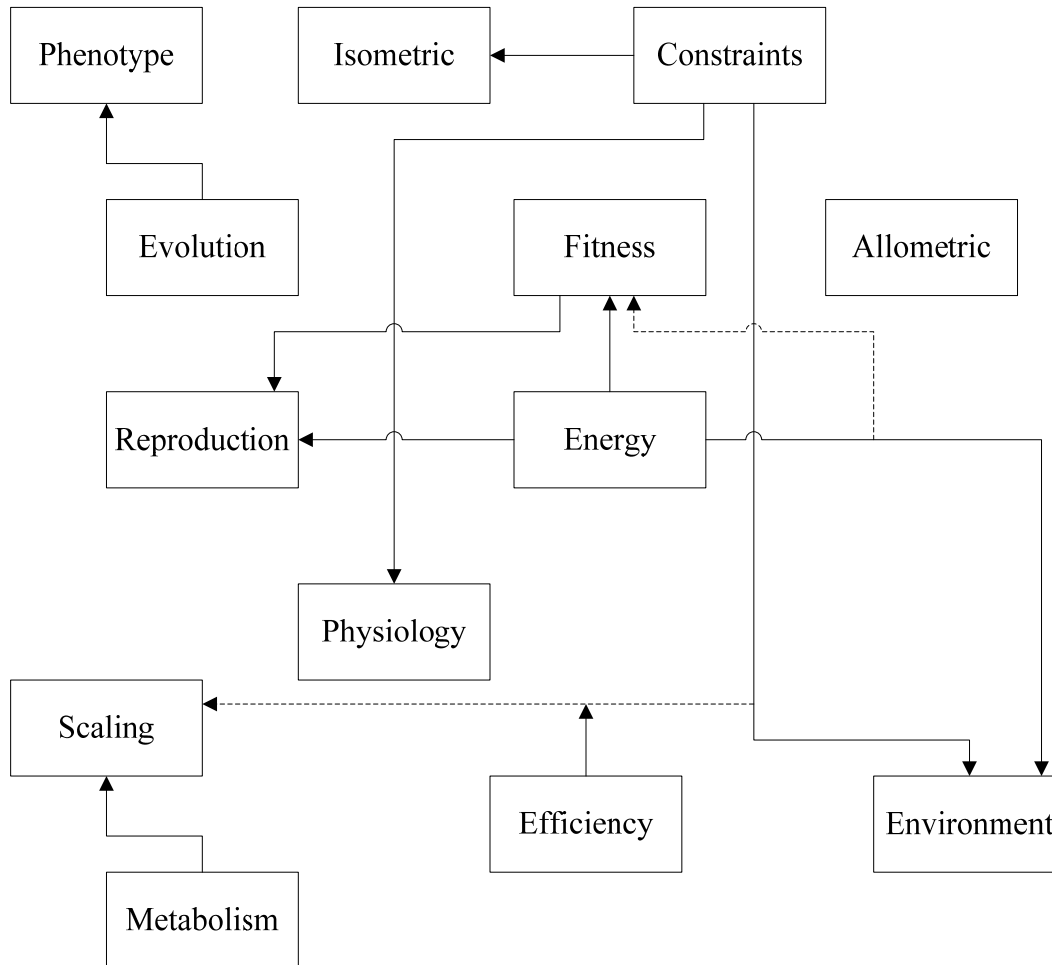 Phenotype
Isometric
Constraints
Evolution
Fitness
Allometric
Reproduction
Energy
Physiology
Scaling
Efficiency
Environment
Metabolism